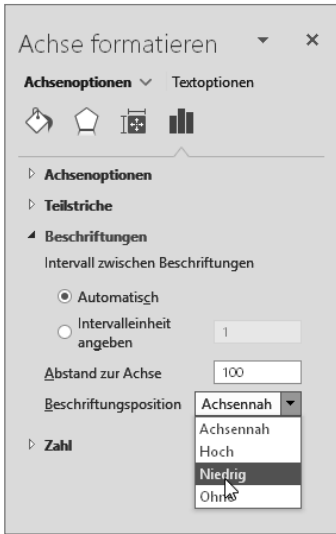 Achse formatieren
Achsenoptionen Textoptionen
Achsenoptionen
Teilstriche
Beschriftungen
Intervall zwischen Beschriftungen
Automatisch
Intervalleinheit
angeben
1
Abstand zur Achse 100
Beschriftungsposition Achsennah
Achsennah
Hoch
Niedrig
Ohne
Zahl